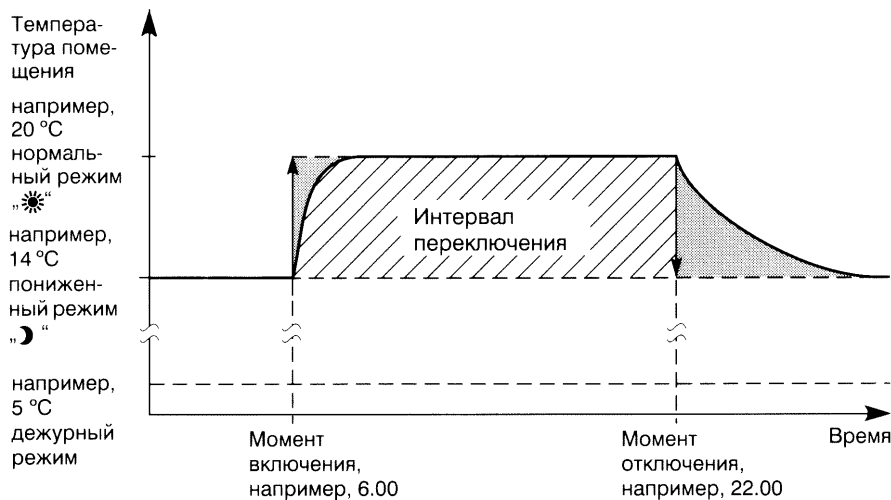 Темпера-
тура поме-
щения
например,
20 °C
нормаль-
ный режим
„☀“
например,
14 °C
понижен-
ный режим
„☽“
например,
5 °C
дежурный
режим
Интервал
переключения
Момент
включения,
например, 6.00
Момент
отключения,
например, 22.00
Время